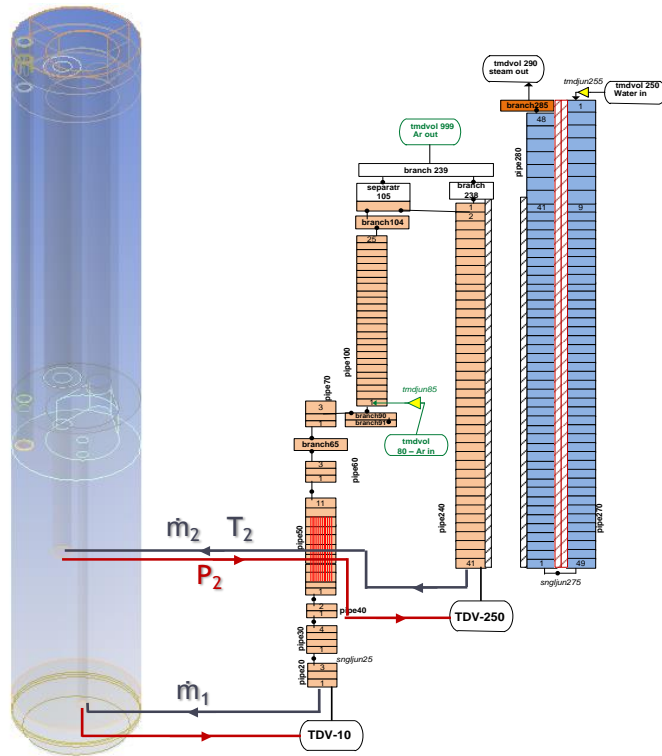 tmdvol 290
steam out
tmdjun255
tmdvol 250
Water in
branch285
1
48
pipe280
41
9
tmdvol 999
Ar out
branch 239
separatr
105
branch
238
branch104
1
2
25
pipe100
pipe70
tmdjun85
1
3
1
branch90
branch91
tmdvol
80 – Ar in
branch65
3
1
pipe60
11
pipe50
pipe240
pipe270
ṁ2 T2
P2
1
41
1
49
sngljun275
TDV-250
2
1
pipe40
4
1
pipe30
sngljun25
3
1
pipe20
ṁ1
TDV-10